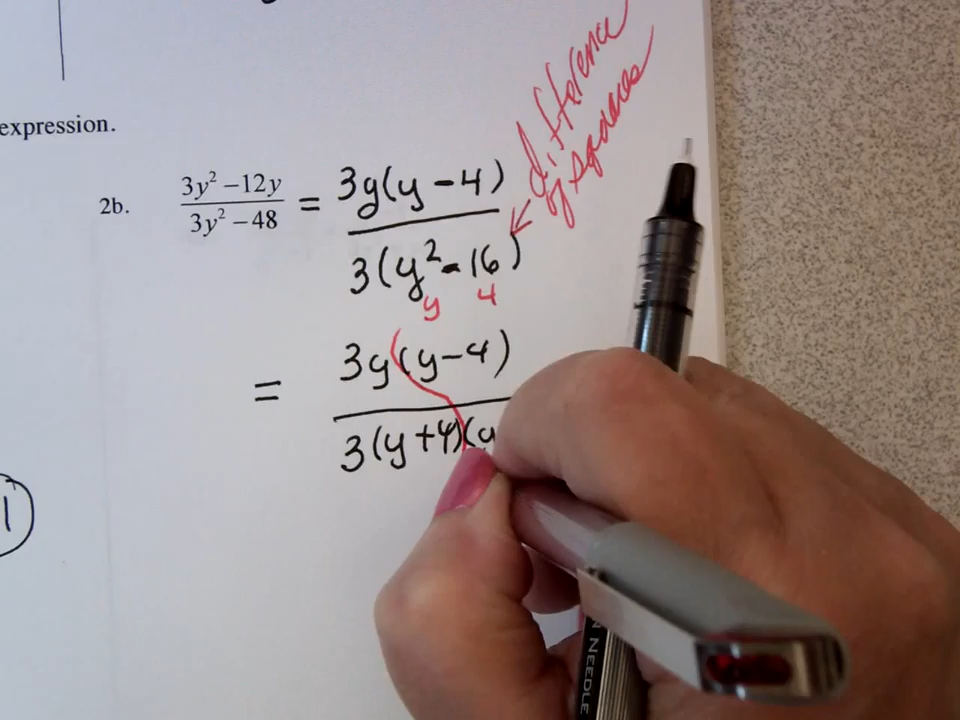 expression.
difference
of squares
2b. (3y² − 12y)/(3y² − 48) = 3y(y − 4)/3(y² − 16)
y 4
= 3y(y − 4)/3(y + 4)(y
1
NEEDLE